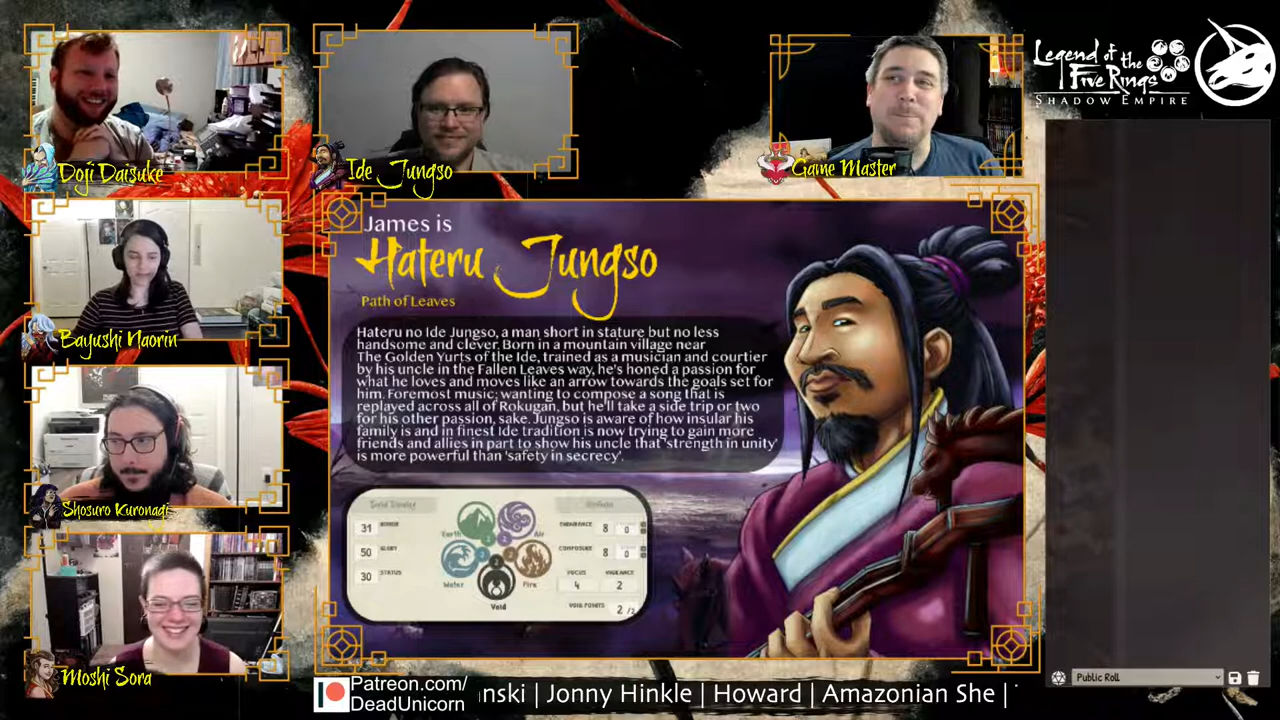 Legend of the
Five Rings
SHADOW EMPIRE
Doji Daisuke
Ide Jungso
Game Master
James is
Hateru Jungso
Path of Leaves
Bayushi Naorin
Hateru no Ide Jungso, a man short in stature but no less
handsome and clever. Born in a mountain village near
The Golden Yurts of the Ide, trained as a musician and courtier
by his uncle in the Fallen Leaves way, he's honed a passion for
what he loves and moves like an arrow towards the goals set for
him. Foremost music; wanting to compose a song that is
replayed across all of Rokugan, but he'll take a side trip or two
for his other passion, sake. Jungso is aware of how insular his
family is and in finest Ide tradition is now trying to gain more
friends and allies in part to show his uncle that 'strength in unity'
is more powerful than 'safety in secrecy'.
Shosuro Kuronagi
31 HONOR
50 GLORY
30 STATUS
Earth
Air
Water
Fire
Void
ENDURANCE 8 0
COMPOSURE 8 0
FOCUS VIGILANCE
4 2
VOID POINTS 2
Moshi Sora
Public Roll
Patreon.com/
DeadUnicorn
nski | Jonny Hinkle | Howard | Amazonian She |